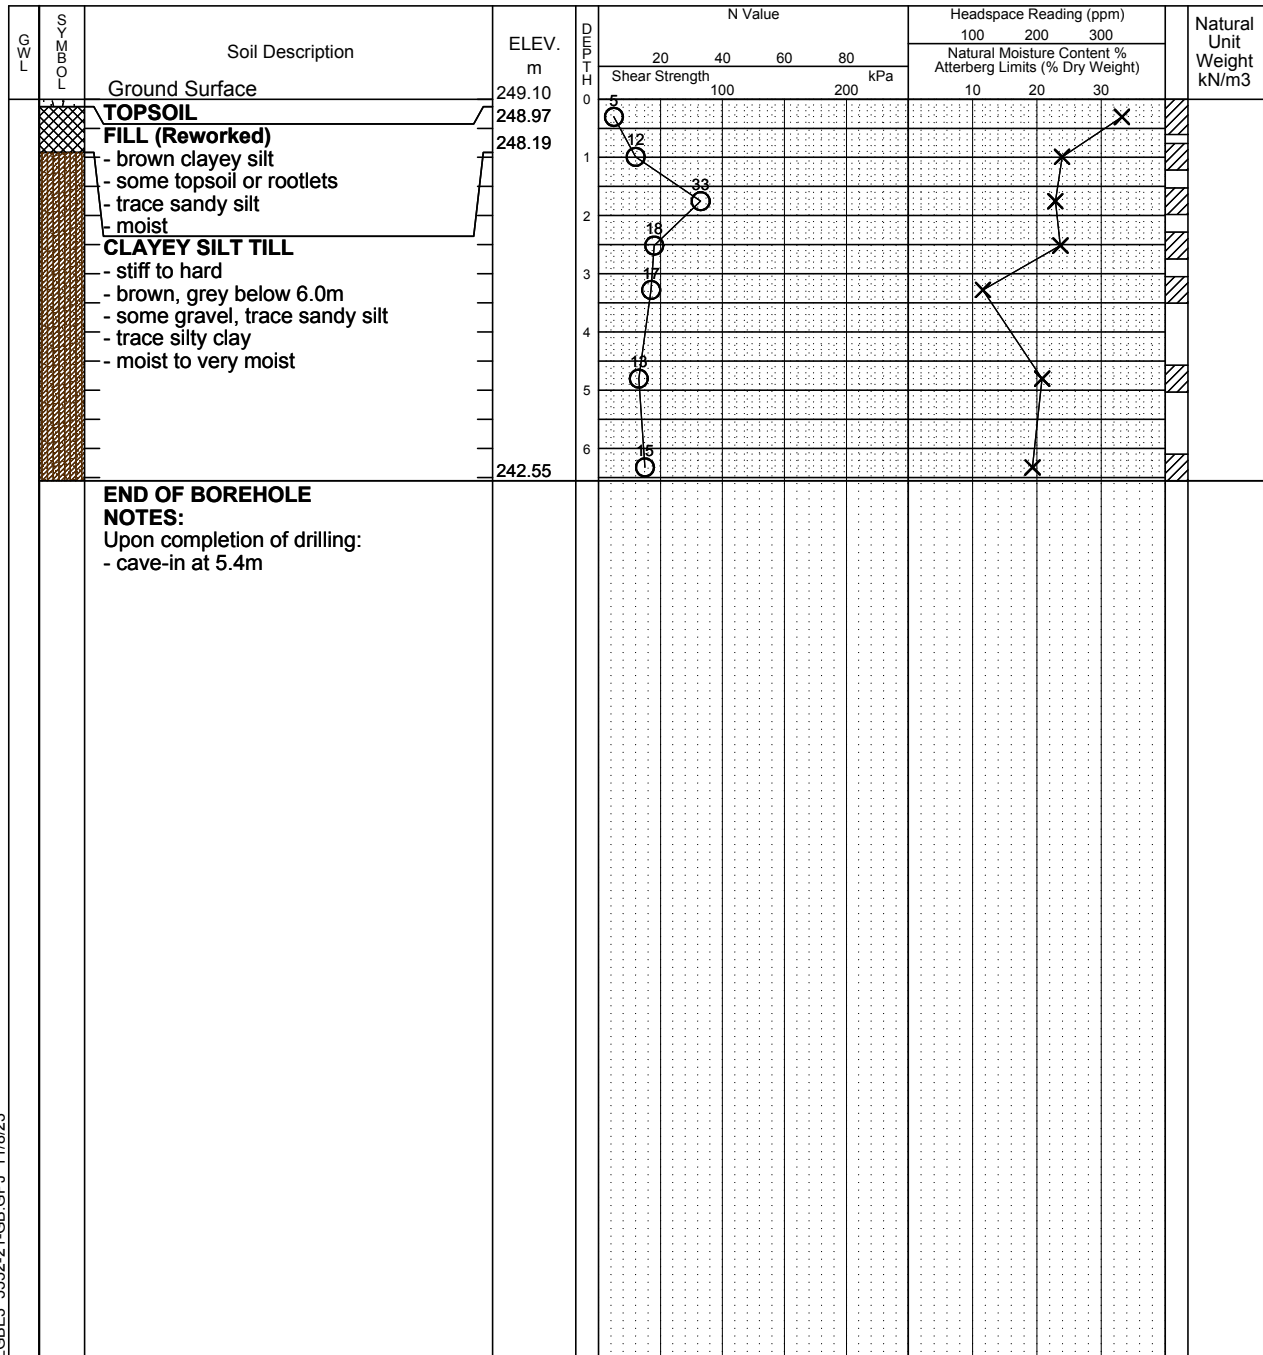 GWL
SYMBOL
Soil Description
Ground Surface
ELEV.
m
249.10
DEPTH
N Value
20 40 60 80
Shear Strength kPa
100 200
Headspace Reading (ppm)
100 200 300
Natural Moisture Content %
Atterberg Limits (% Dry Weight)
10 20 30
Natural
Unit
Weight
kN/m3
TOPSOIL
248.97
FILL (Reworked)
248.19
- brown clayey silt
- some topsoil or rootlets
- trace sandy silt
- moist
CLAYEY SILT TILL
- stiff to hard
- brown, grey below 6.0m
- some gravel, trace sandy silt
- trace silty clay
- moist to very moist
242.55
0
1
2
3
4
5
6
5
12
33
18
17
13
15
END OF BOREHOLE
NOTES:
Upon completion of drilling:
- cave-in at 5.4m